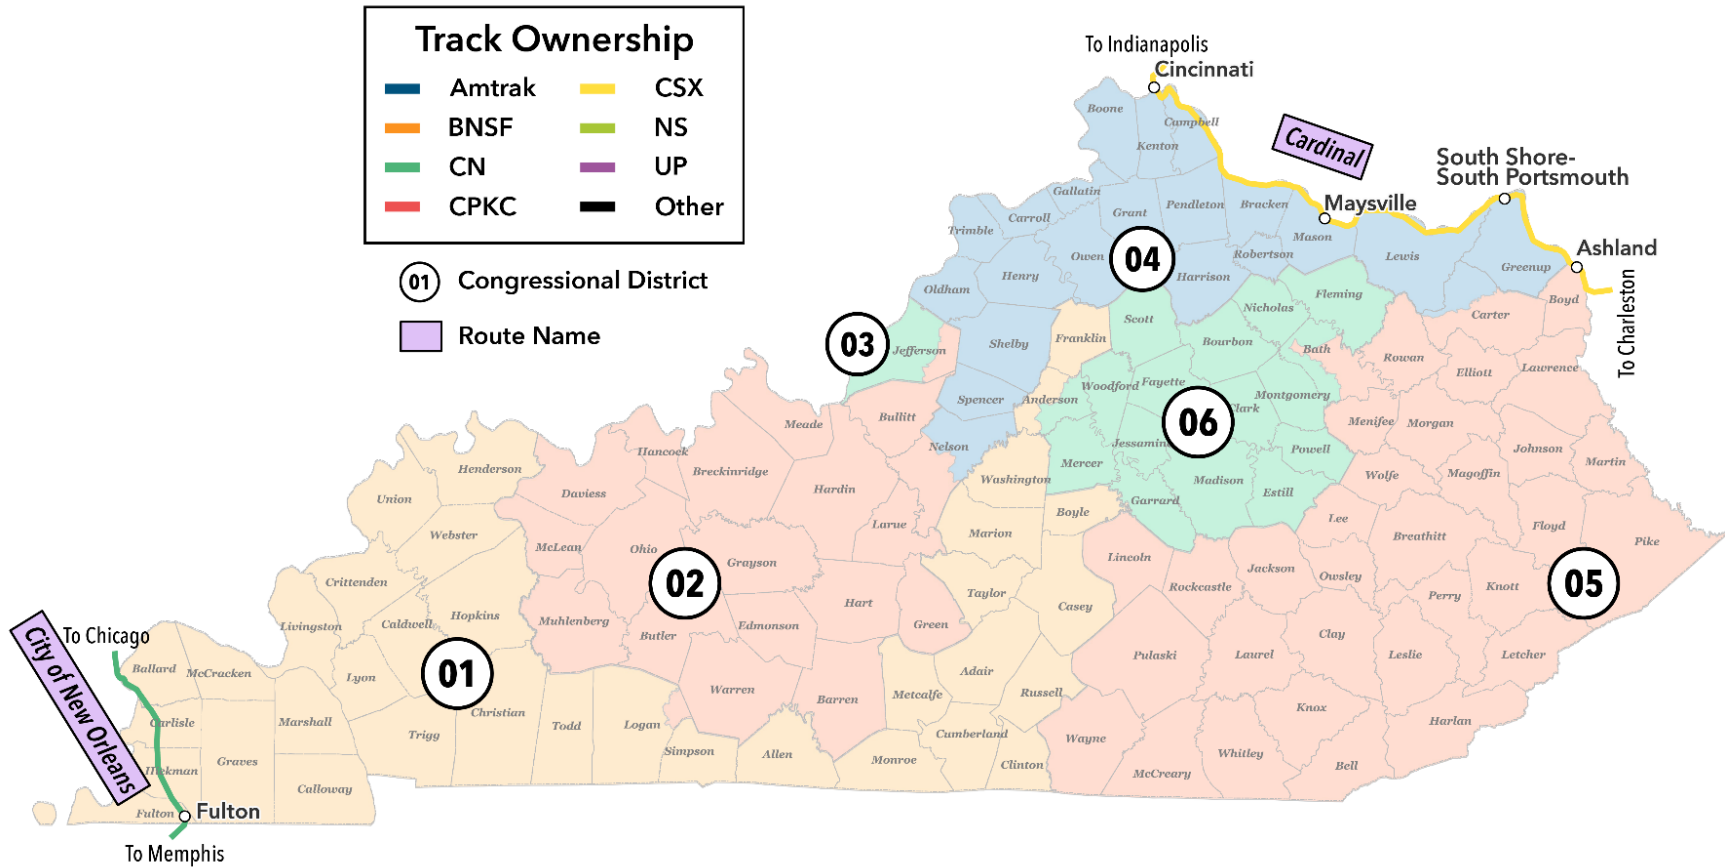 Track Ownership
Amtrak
CSX
BNSF
NS
CN
UP
CPKC
Other
01 Congressional District
Route Name
To Indianapolis
Cincinnati
Cardinal
South Shore-
South Portsmouth
Maysville
Ashland
To Charleston
Boone
Campbell
Kenton
Gallatin
Carroll
Grant
Pendleton
Bracken
Trimble
Mason
Owen
04
Robertson
Lewis
Henry
Harrison
Greenup
Oldham
Fleming
Boyd
Nicholas
Carter
Scott
03
Jefferson
Shelby
Franklin
Bourbon
Bath
Rowan
Elliott
Lawrence
Woodford
Fayette
Spencer
Anderson
Clark
Montgomery
Bullitt
06
Menifee
Morgan
Meade
Nelson
Jessamine
Powell
Johnson
Hancock
Mercer
Martin
Henderson
Breckinridge
Washington
Madison
Wolfe
Magoffin
Union
Daviess
Hardin
Garrard
Estill
Boyle
Lee
Larue
Floyd
Webster
Marion
Breathitt
Pike
McLean
Ohio
Grayson
Lincoln
Jackson
Owsley
Crittenden
02
Rockcastle
Knott
05
Taylor
Perry
Hart
Casey
Hopkins
Caldwell
Muhlenberg
Edmonson
Green
Livingston
Butler
Clay
City of New Orleans
To Chicago
Pulaski
Laurel
Leslie
Letcher
Ballard
McCracken
Lyon
01
Adair
Warren
Barren
Metcalfe
Russell
Knox
Carlisle
Marshall
Christian
Todd
Logan
Harlan
Trigg
Cumberland
Wayne
Simpson
Allen
Whitley
Hickman
Graves
Monroe
Clinton
McCreary
Bell
Calloway
Fulton
Fulton
To Memphis